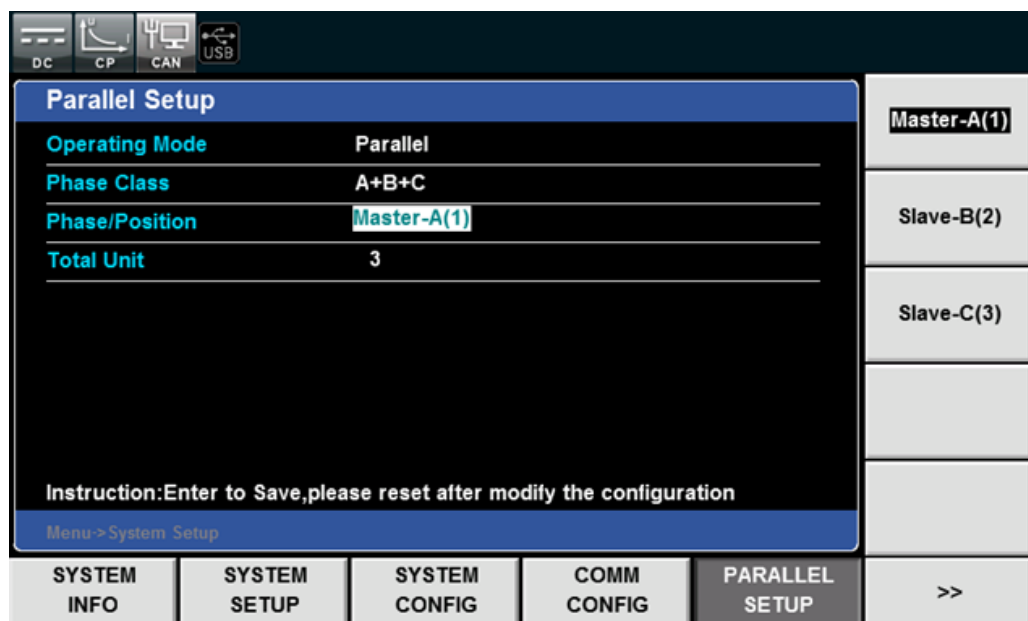 DC CP CAN USB
U I
Parallel Setup
Operating Mode Parallel
Phase Class A+B+C
Phase/Position Master-A(1)
Total Unit 3
Instruction:Enter to Save,please reset after modify the configuration
Menu->System Setup
Master-A(1)
Slave-B(2)
Slave-C(3)
SYSTEM INFO
SYSTEM SETUP
SYSTEM CONFIG
COMM CONFIG
PARALLEL SETUP
>>